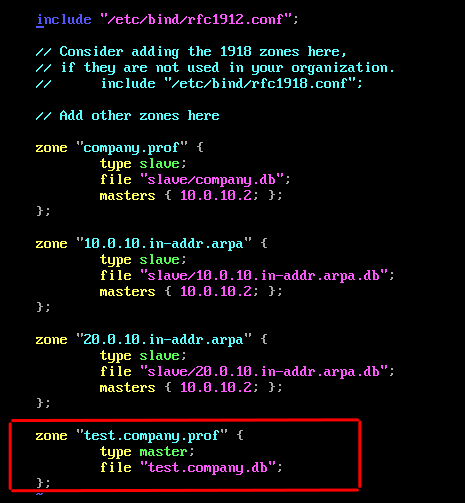 include "/etc/bind/rfc1912.conf";
// Consider adding the 1918 zones here,
// if they are not used in your organization.
//      include "/etc/bind/rfc1918.conf";
// Add other zones here
zone "company.prof" {
        type slave;
        file "slave/company.db";
        masters { 10.0.10.2; };
};
zone "10.0.10.in-addr.arpa" {
        type slave;
        file "slave/10.0.10.in-addr.arpa.db";
        masters { 10.0.10.2; };
};
zone "20.0.10.in-addr.arpa" {
        type slave;
        file "slave/20.0.10.in-addr.arpa.db";
        masters { 10.0.10.2; };
};
zone "test.company.prof" {
        type master;
        file "test.company.db";
};
~